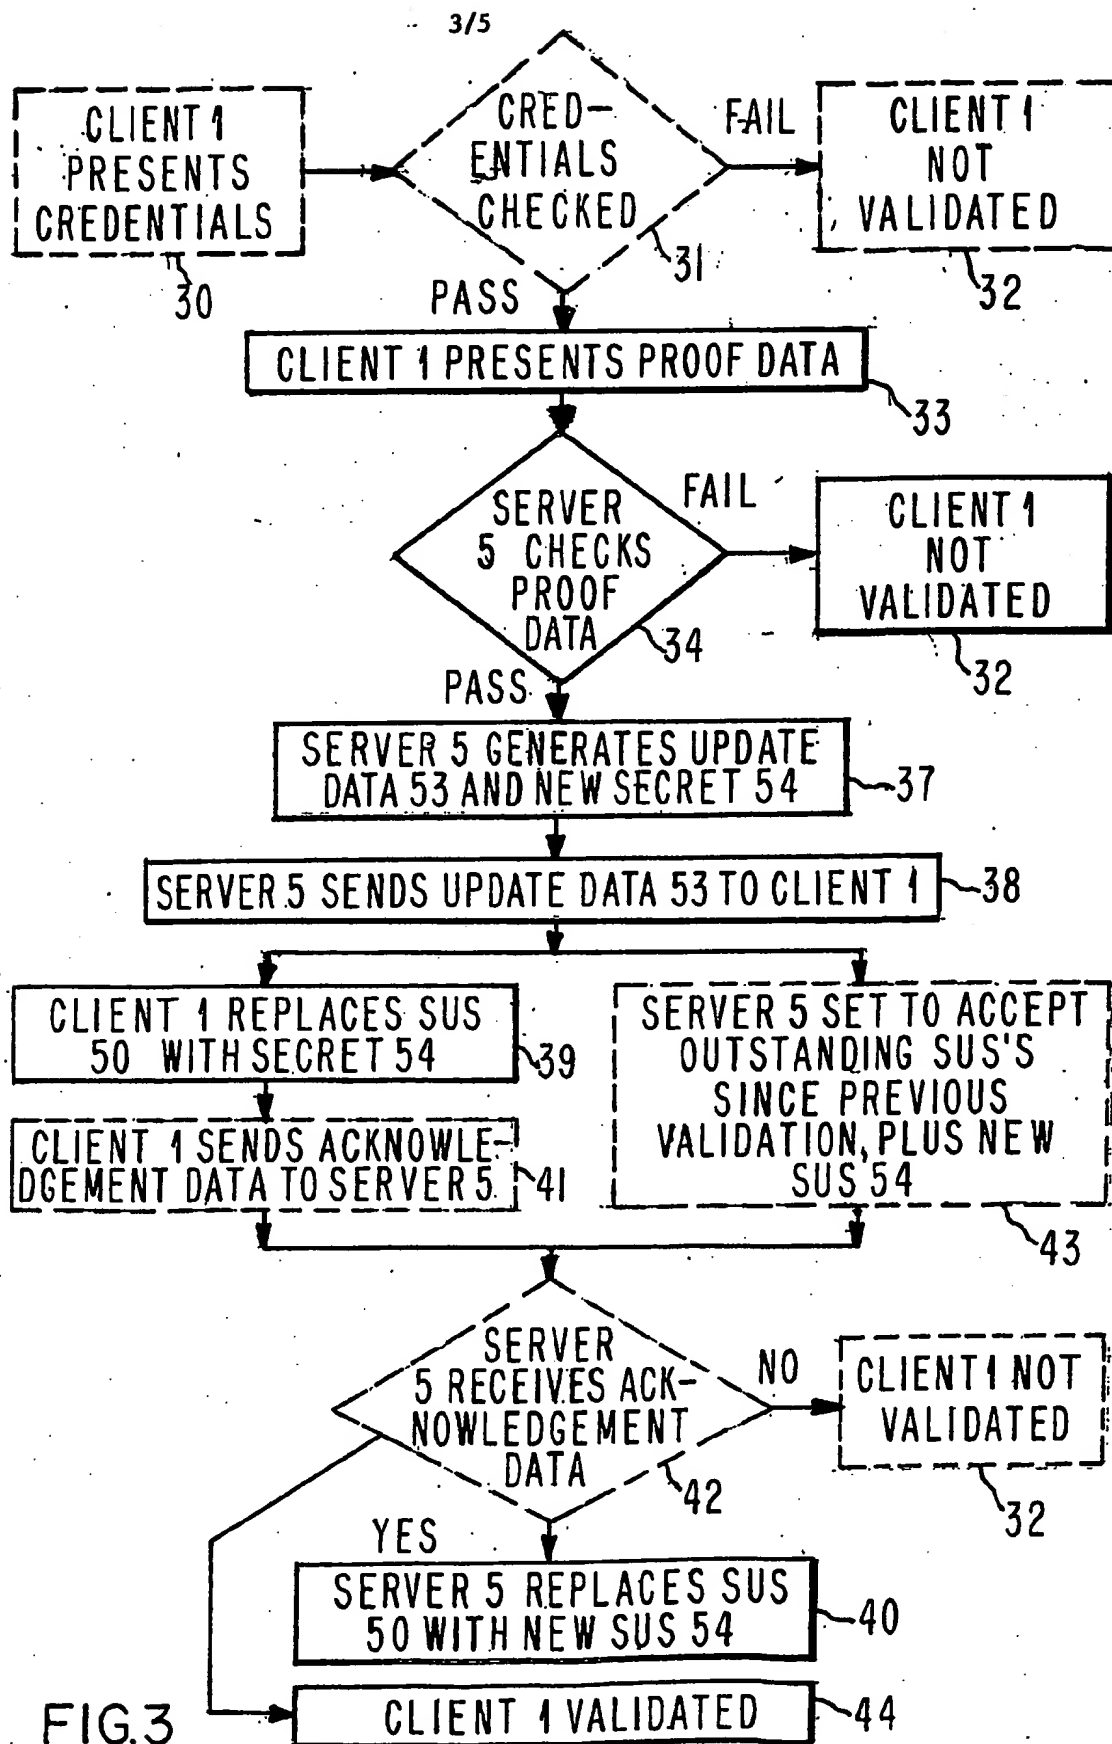 3/5
CLIENT 1
PRESENTS
CREDENTIALS
30
CRED-
ENTIALS
CHECKED
31
FAIL
CLIENT 1
NOT
VALIDATED
32
PASS
CLIENT 1 PRESENTS PROOF DATA
33
SERVER
5 CHECKS
PROOF
DATA
34
FAIL
CLIENT 1
NOT
VALIDATED
32
PASS
SERVER 5 GENERATES UPDATE
DATA 53 AND NEW SECRET 54
37
SERVER 5 SENDS UPDATE DATA 53 TO CLIENT 1
38
CLIENT 1 REPLACES SUS
50 WITH SECRET 54
39
CLIENT 1 SENDS ACKNOWLE-
DGEMENT DATA TO SERVER 5
41
SERVER 5 SET TO ACCEPT
OUTSTANDING SUS'S
SINCE PREVIOUS
VALIDATION, PLUS NEW
SUS 54
43
SERVER
5 RECEIVES ACK-
NOWLEDGEMENT
DATA
42
NO
CLIENT 1 NOT
VALIDATED
32
YES
SERVER 5 REPLACES SUS
50 WITH NEW SUS 54
40
CLIENT 1 VALIDATED
44
FIG.3